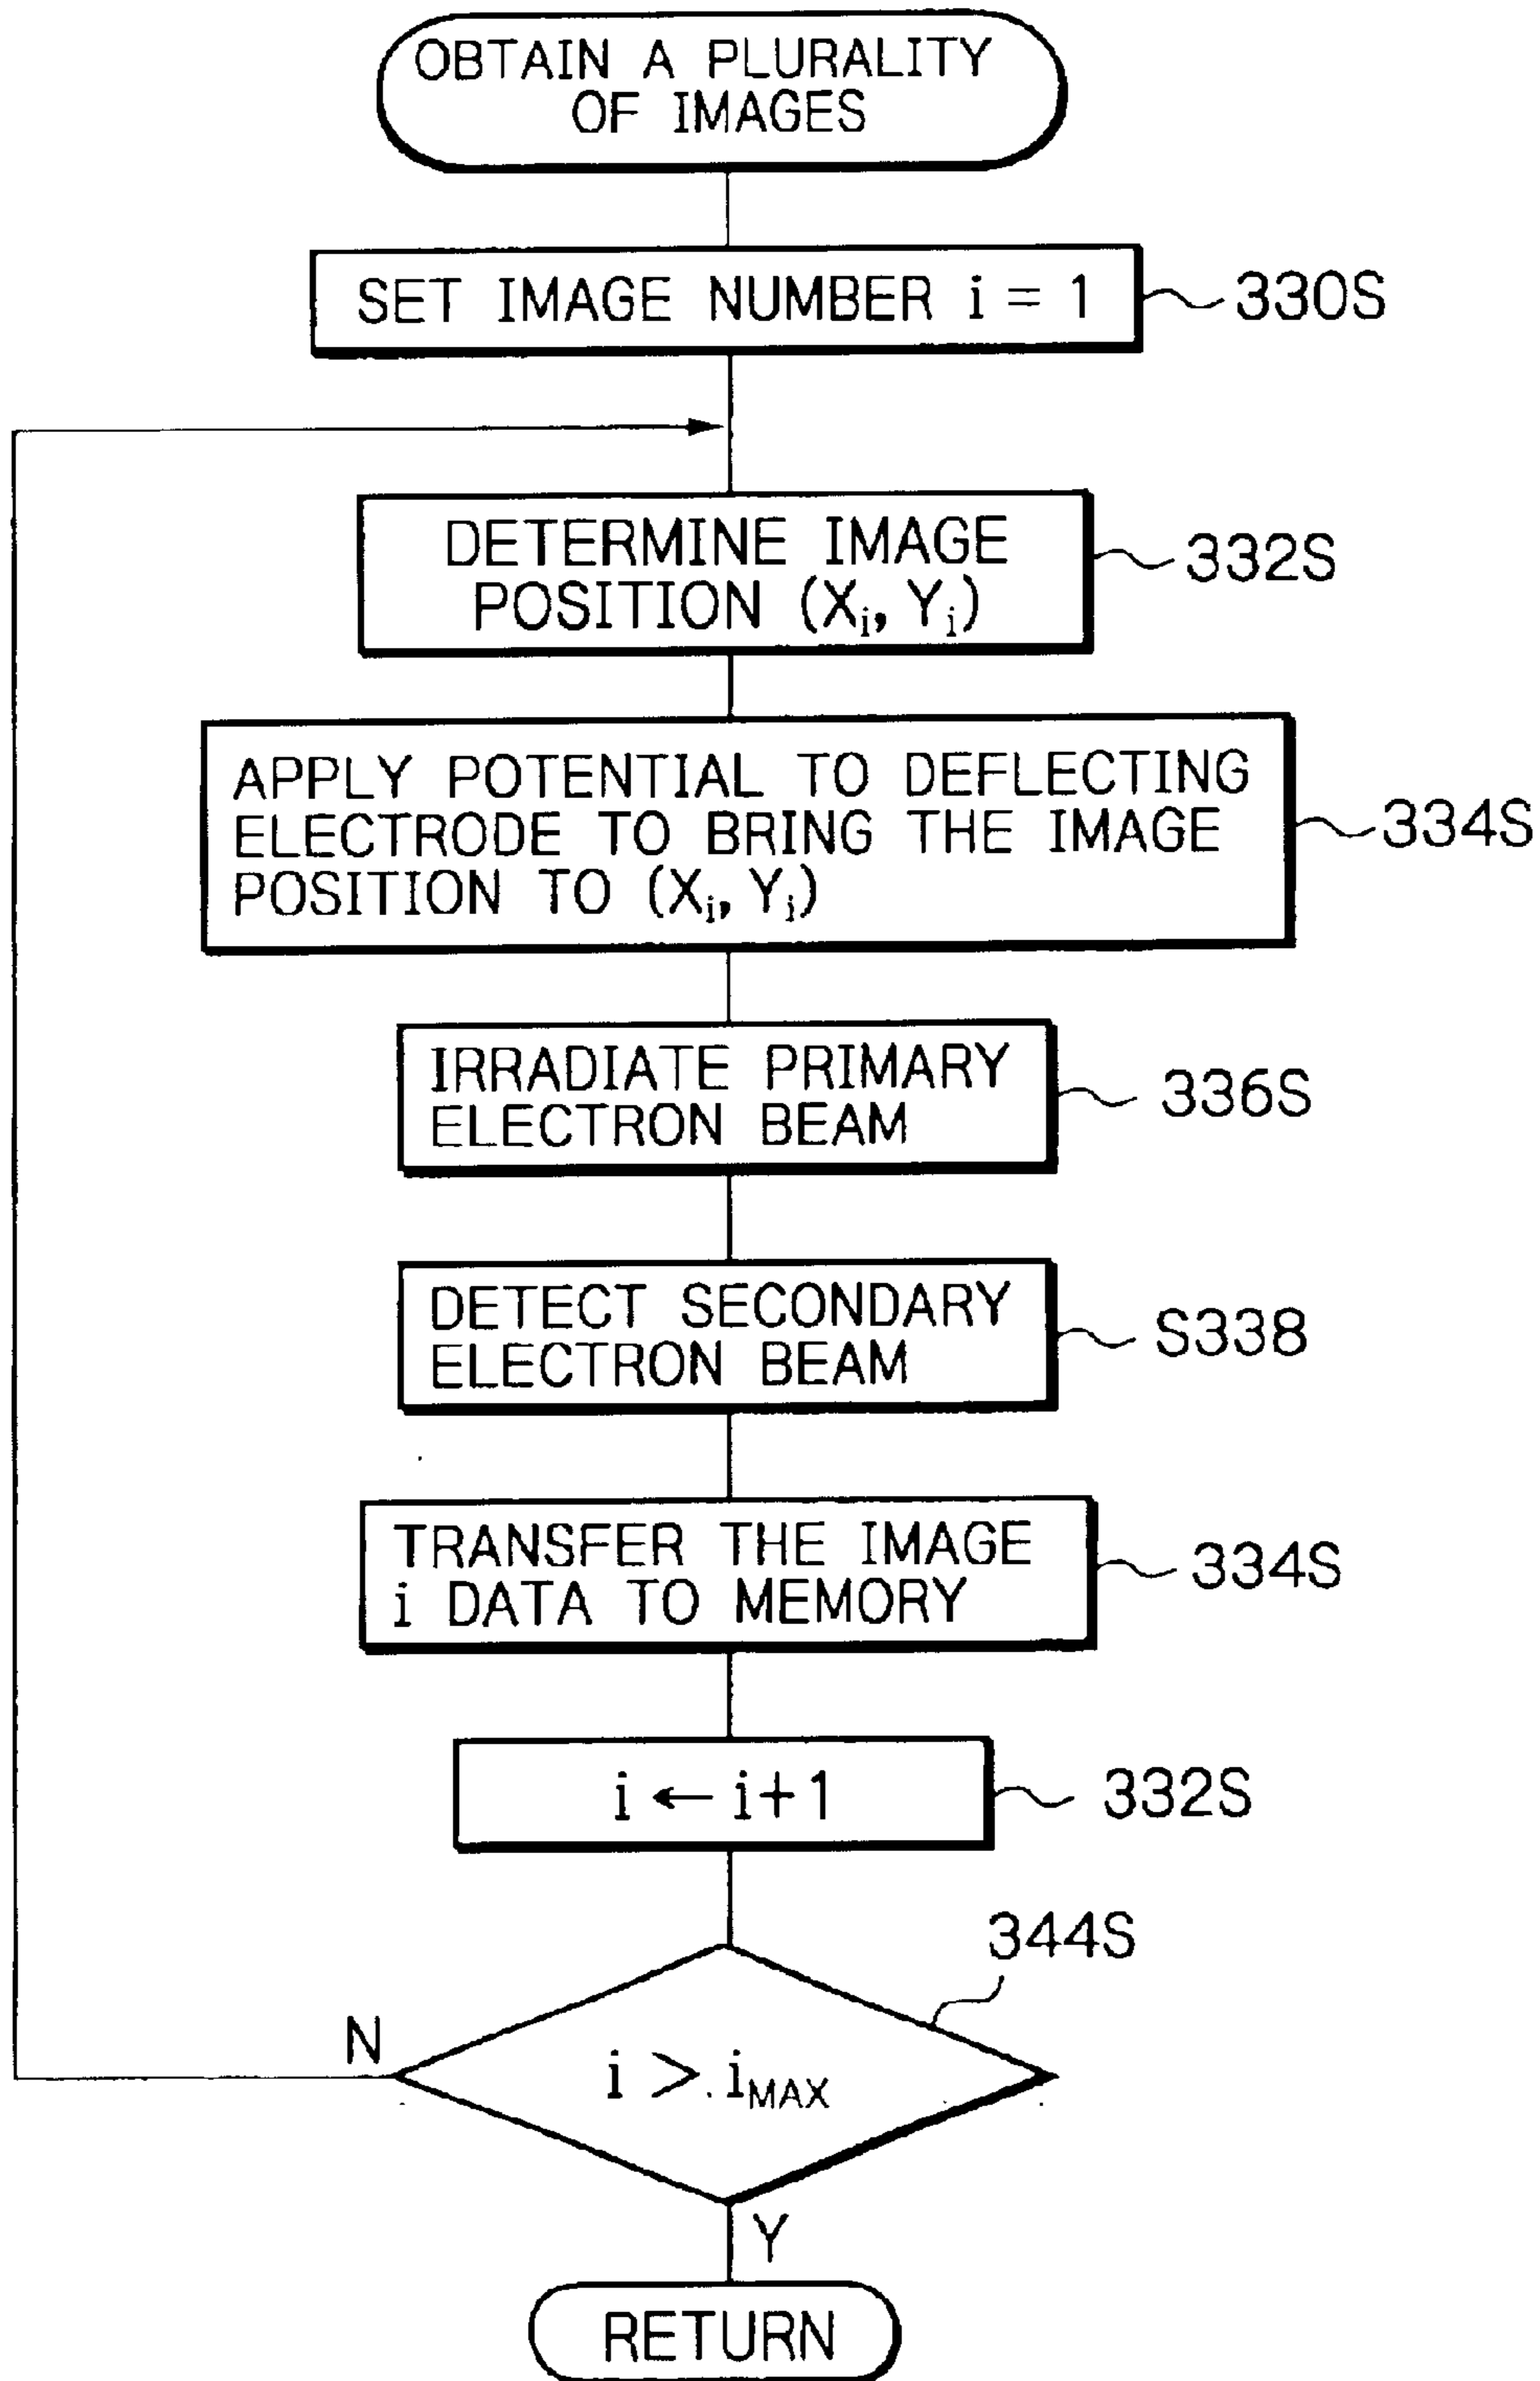 OBTAIN A PLURALITY
OF IMAGES
SET IMAGE NUMBER i = 1
330S
DETERMINE IMAGE
POSITION (Xi, Yi)
332S
APPLY POTENTIAL TO DEFLECTING
ELECTRODE TO BRING THE IMAGE
POSITION TO (Xi, Yi)
334S
IRRADIATE PRIMARY
ELECTRON BEAM
336S
DETECT SECONDARY
ELECTRON BEAM
S338
TRANSFER THE IMAGE
i DATA TO MEMORY
334S
i ← i+1
332S
344S
N
i > iMAX
Y
RETURN